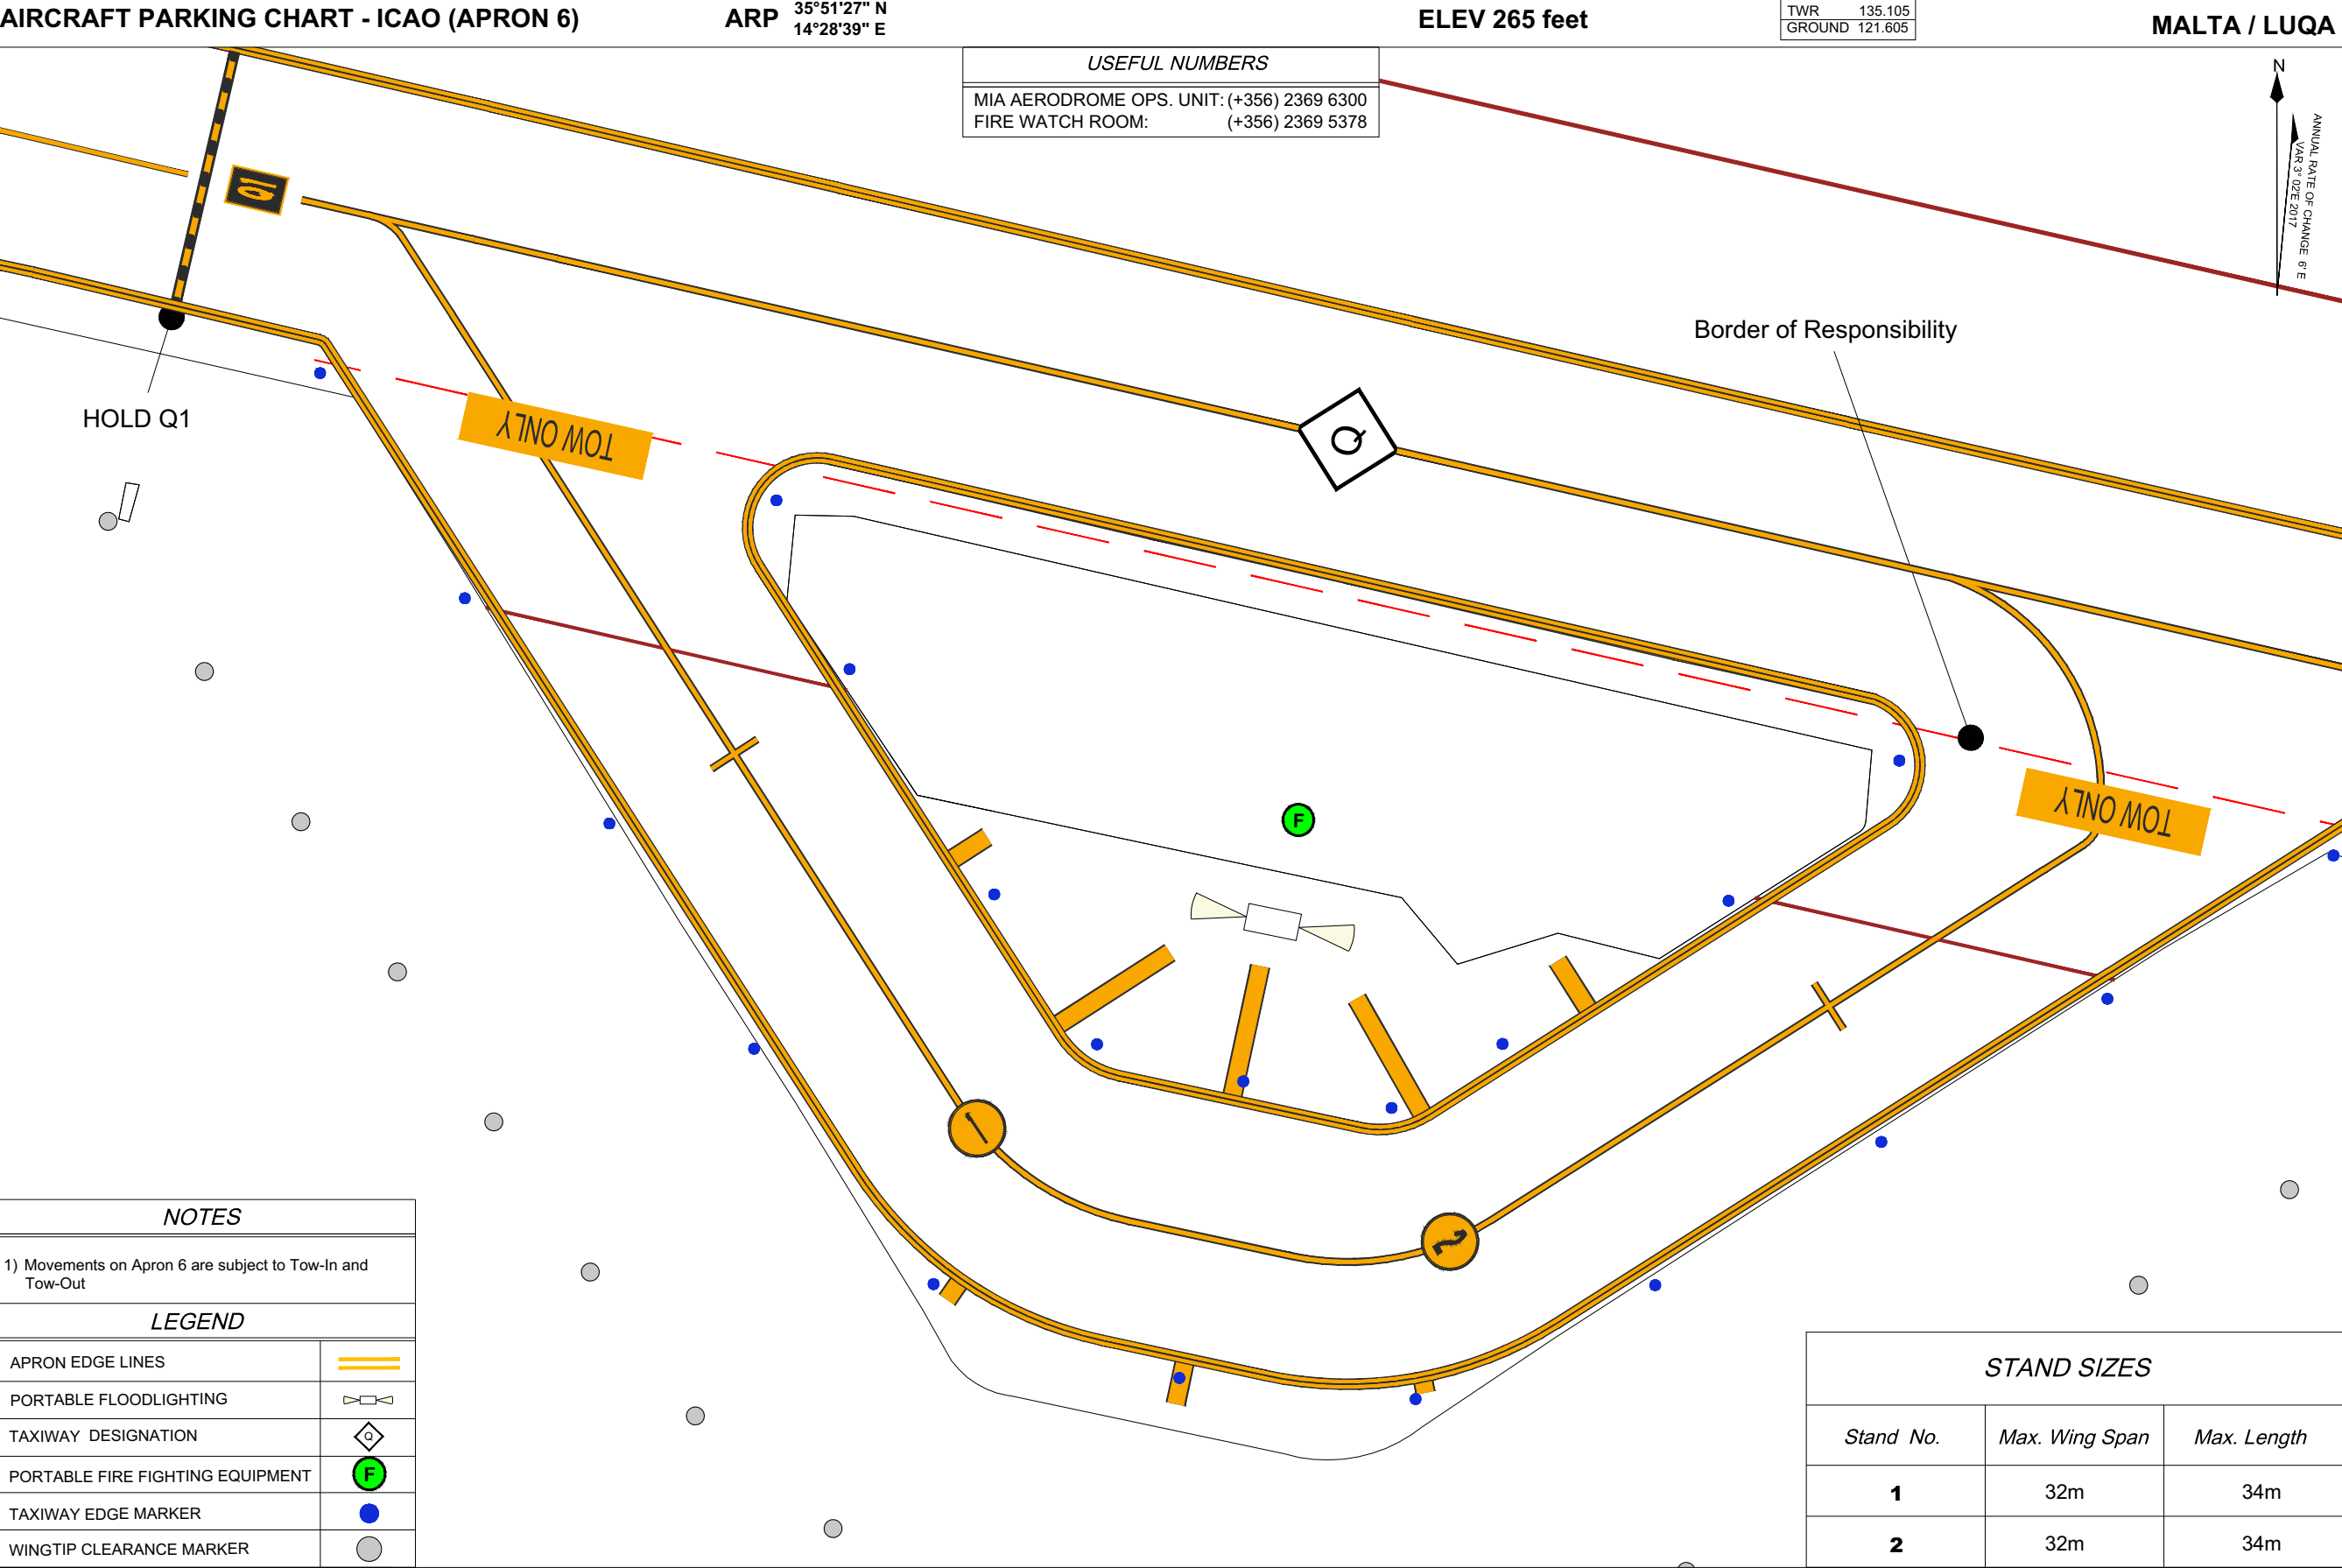 AIRCRAFT PARKING CHART - ICAO (APRON 6)
ARP
35°51'27" N
14°28'39" E
ELEV 265 feet
TWR 135.105
GROUND 121.605
MALTA / LUQA
USEFUL NUMBERS
MIA AERODROME OPS. UNIT: (+356) 2369 6300
FIRE WATCH ROOM: (+356) 2369 5378
N
VAR 3° 02'E 2017
ANNUAL RATE OF CHANGE 6' E
Border of Responsibility
HOLD Q1
TOW ONLY
Q
TOW ONLY
F
1
2
NOTES
1) Movements on Apron 6 are subject to Tow-In and
Tow-Out
LEGEND
APRON EDGE LINES
PORTABLE FLOODLIGHTING
TAXIWAY DESIGNATION
Q
PORTABLE FIRE FIGHTING EQUIPMENT
F
TAXIWAY EDGE MARKER
WINGTIP CLEARANCE MARKER
STAND SIZES
Stand No. Max. Wing Span Max. Length
1 32m 34m
2 32m 34m